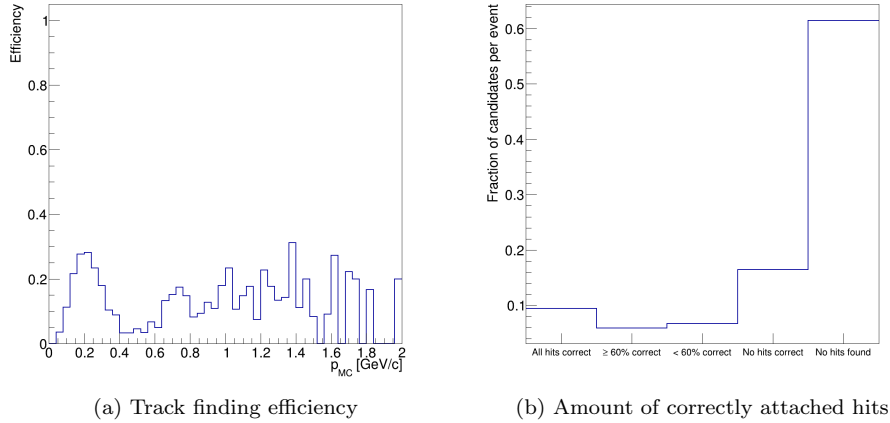 Efficiency
1
0.8
0.6
0.4
0.2
0
0 0.2 0.4 0.6 0.8 1 1.2 1.4 1.6 1.8 2
p_MC [GeV/c]
(a) Track finding efficiency
Fraction of candidates per event
0.6
0.5
0.4
0.3
0.2
0.1
All hits correct ≥ 60% correct < 60% correct No hits correct No hits found
(b) Amount of correctly attached hits